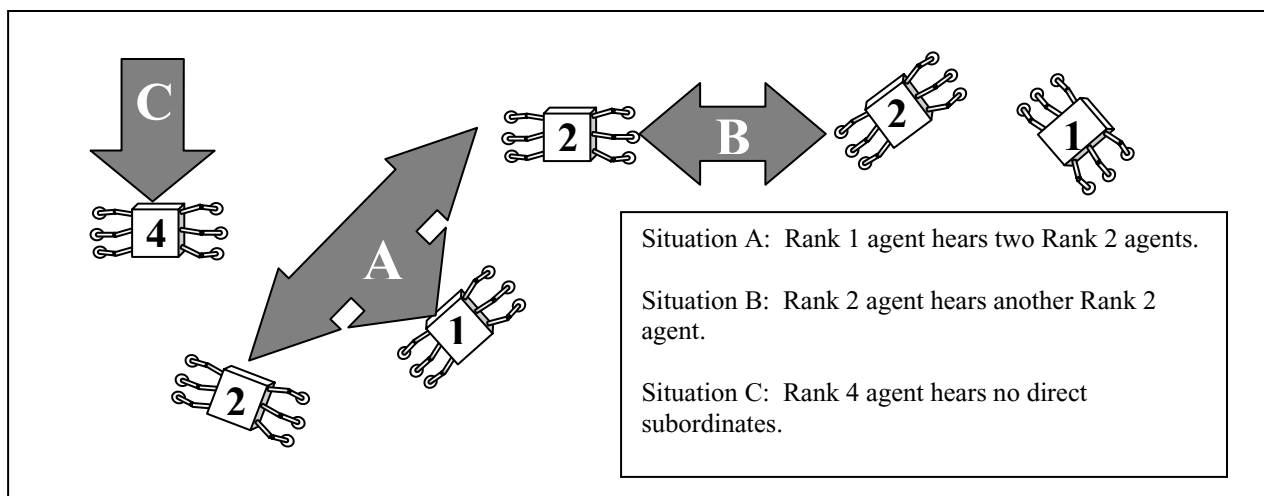 C
2
B
2
1
4
A
1
2
Situation A: Rank 1 agent hears two Rank 2 agents.
Situation B: Rank 2 agent hears another Rank 2
agent.
Situation C: Rank 4 agent hears no direct
subordinates.